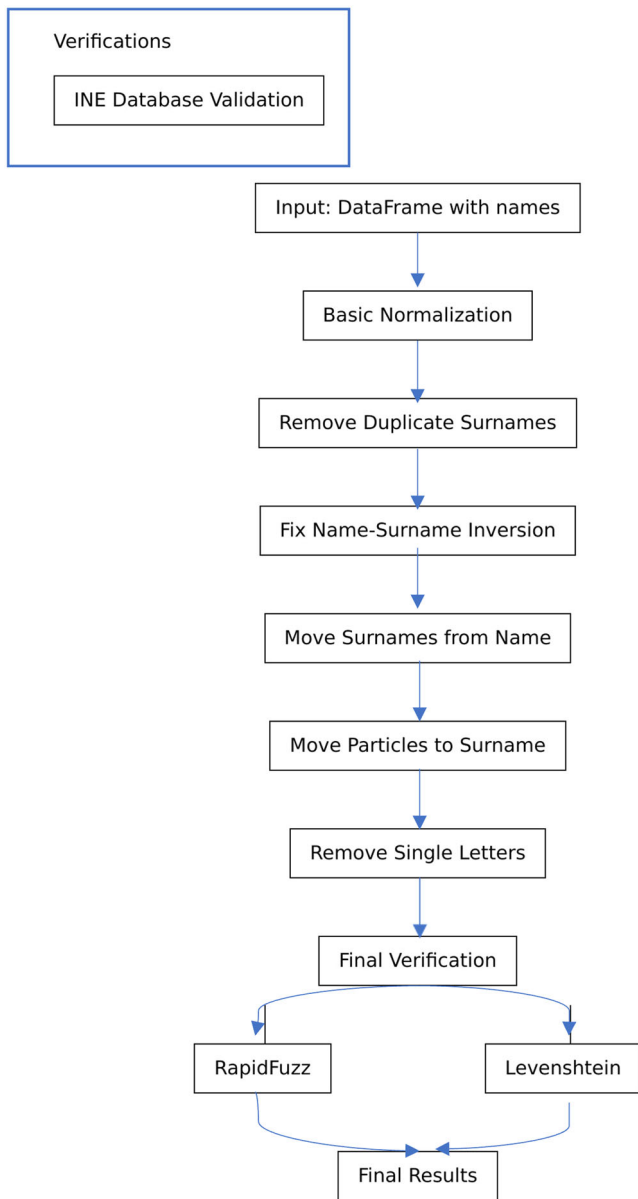 Verifications
INE Database Validation
Input: DataFrame with names
Basic Normalization
Remove Duplicate Surnames
Fix Name-Surname Inversion
Move Surnames from Name
Move Particles to Surname
Remove Single Letters
Final Verification
RapidFuzz
Levenshtein
Final Results